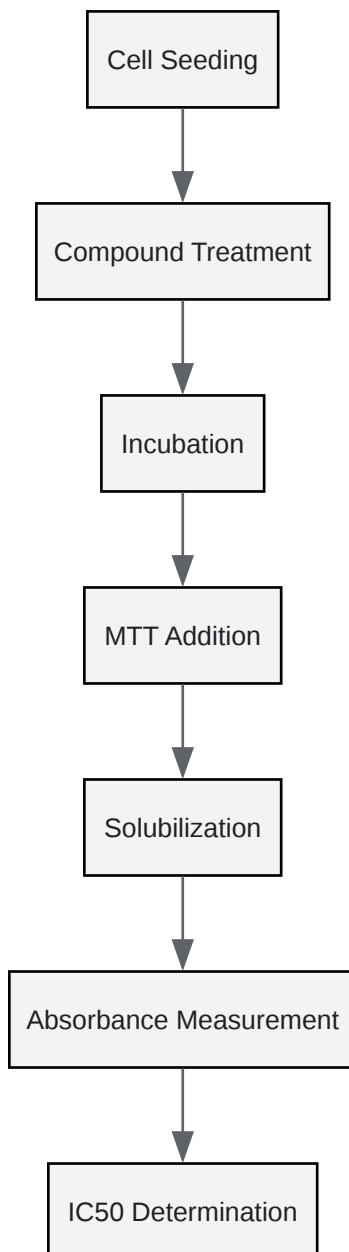 Cell Seeding
Compound Treatment
Incubation
MTT Addition
Solubilization
Absorbance Measurement
IC50 Determination